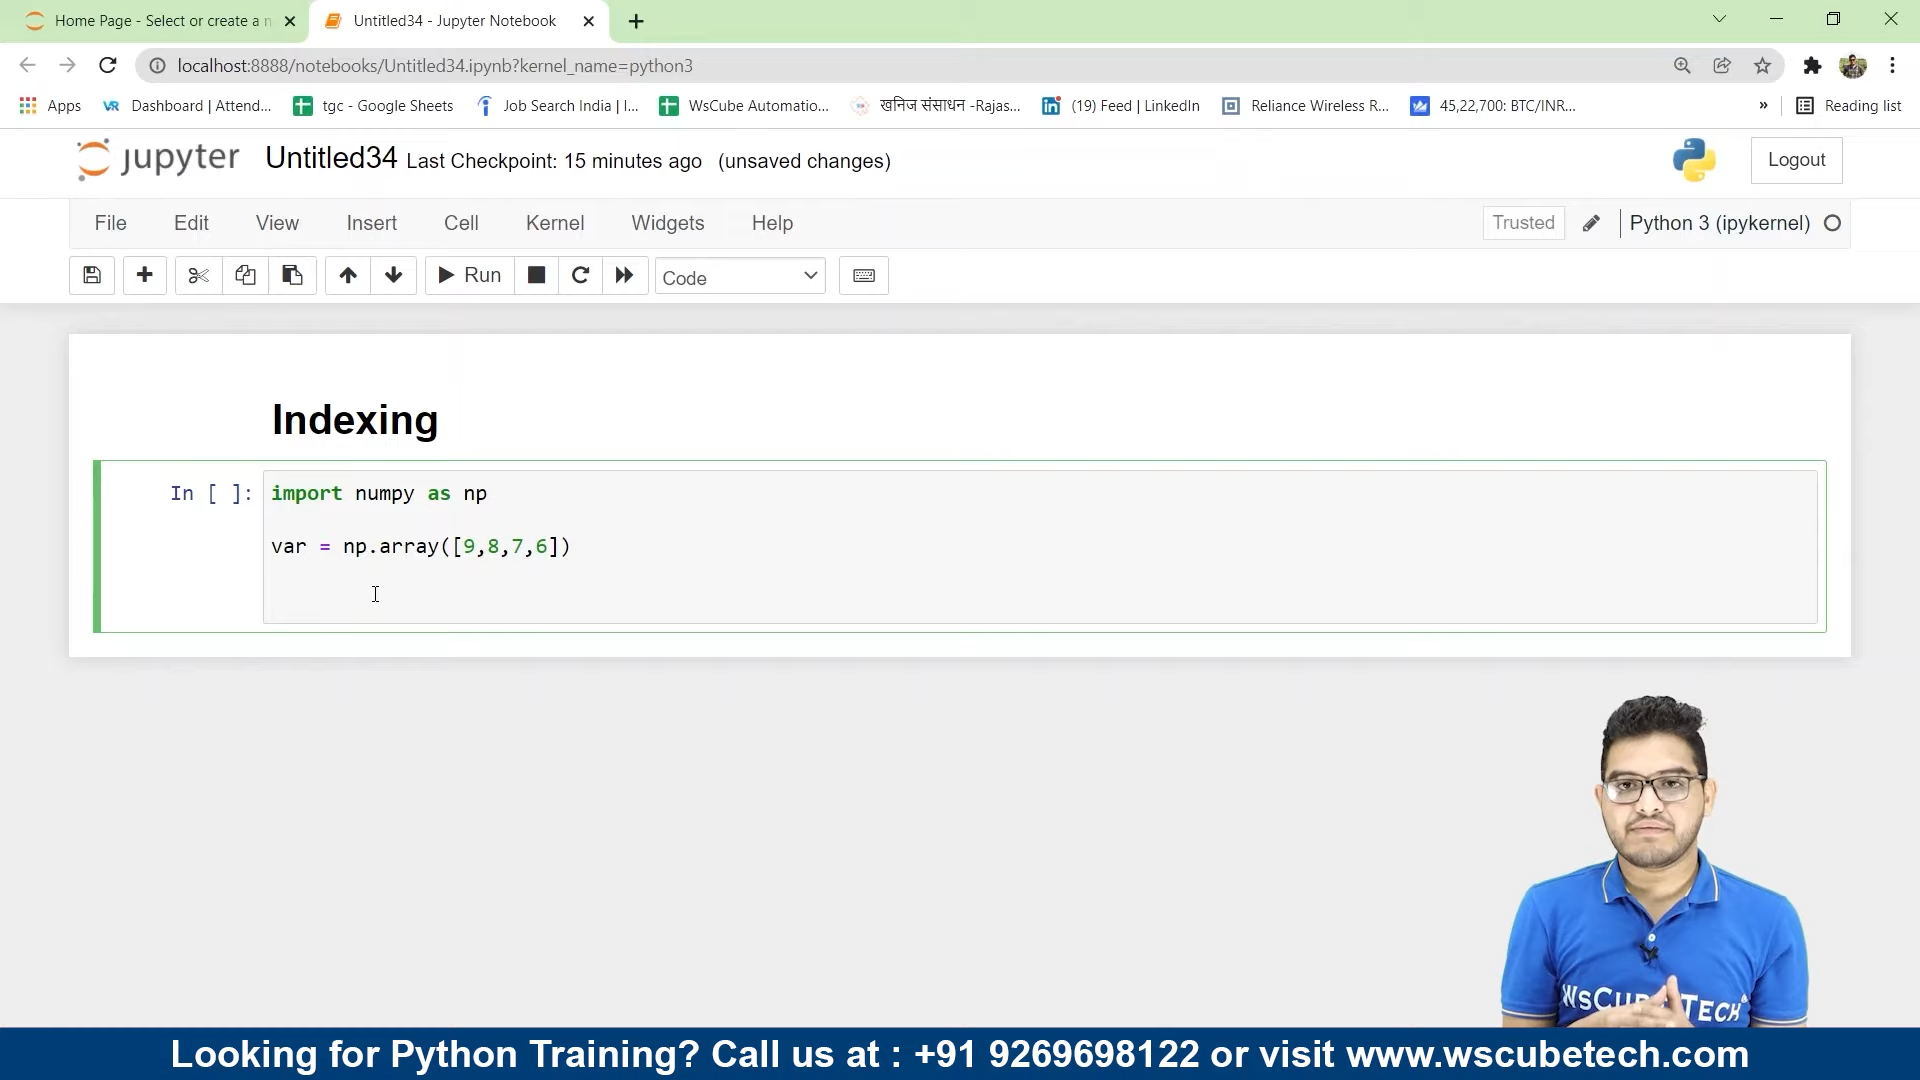 Home Page - Select or create a n
Untitled34 - Jupyter Notebook
localhost:8888/notebooks/Untitled34.ipynb?kernel_name=python3
Apps
Dashboard | Attend...
tgc - Google Sheets
Job Search India | I...
WsCube Automatio...
खनिज संसाधन -Rajas...
(19) Feed | LinkedIn
Reliance Wireless R...
45,22,700: BTC/INR...
»
Reading list
jupyter
Untitled34 Last Checkpoint: 15 minutes ago (unsaved changes)
Logout
File Edit View Insert Cell Kernel Widgets Help
Trusted
Python 3 (ipykernel)
Run
Code
Indexing
In [ ]:
import numpy as np
var = np.array([9,8,7,6])
Looking for Python Training? Call us at : +91 9269698122 or visit www.wscubetech.com